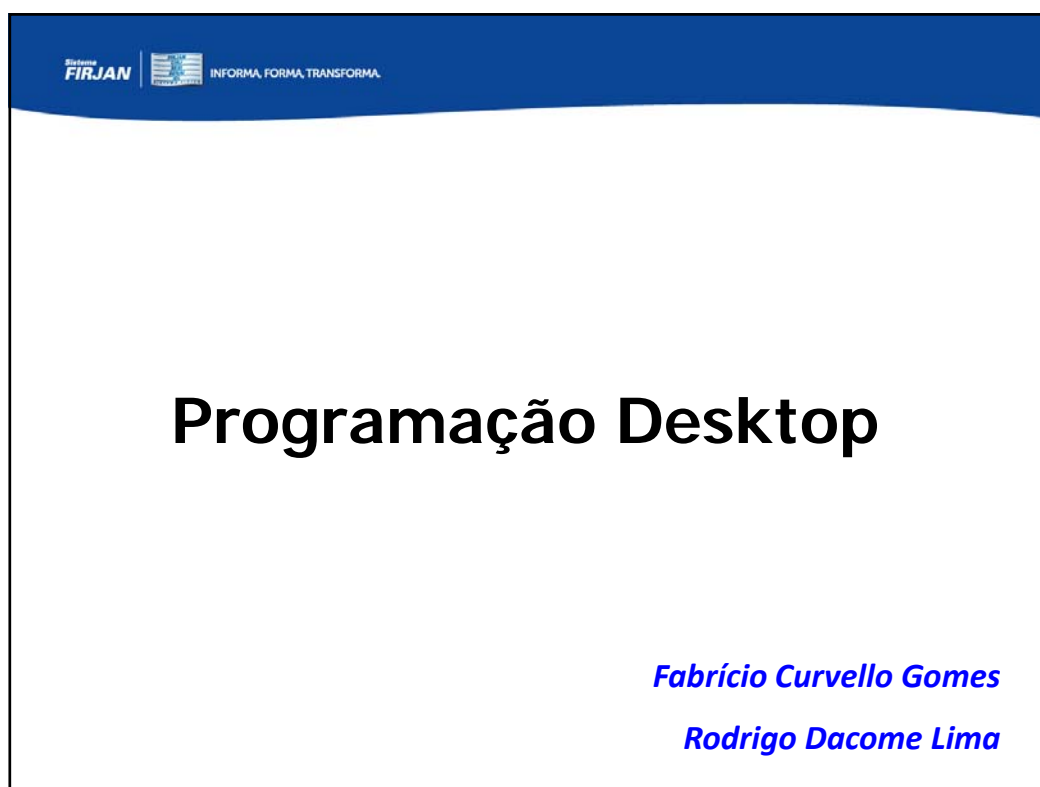 Sistema
FIRJAN
INFORMA, FORMA, TRANSFORMA.
Programação Desktop
Fabrício Curvello Gomes
Rodrigo Dacome Lima